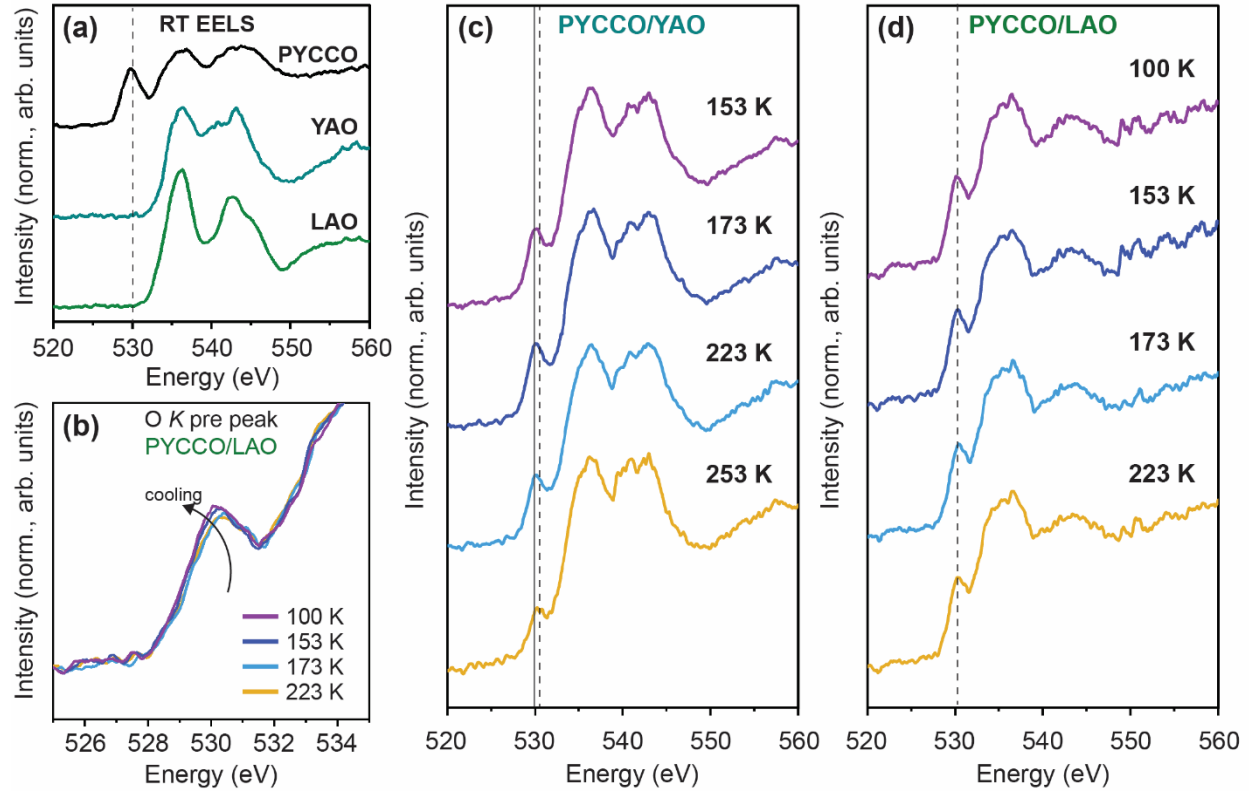 (a)
RT EELS
PYCCO
YAO
LAO
Intensity (norm., arb. units)
520 530 540 550 560
Energy (eV)
(b)
O K pre peak
PYCCO/LAO
cooling
100 K
153 K
173 K
223 K
Intensity (norm., arb. units)
526 528 530 532 534
Energy (eV)
(c)
PYCCO/YAO
153 K
173 K
223 K
253 K
Intensity (norm., arb. units)
520 530 540 550 560
Energy (eV)
(d)
PYCCO/LAO
100 K
153 K
173 K
223 K
Intensity (norm., arb. units)
520 530 540 550 560
Energy (eV)